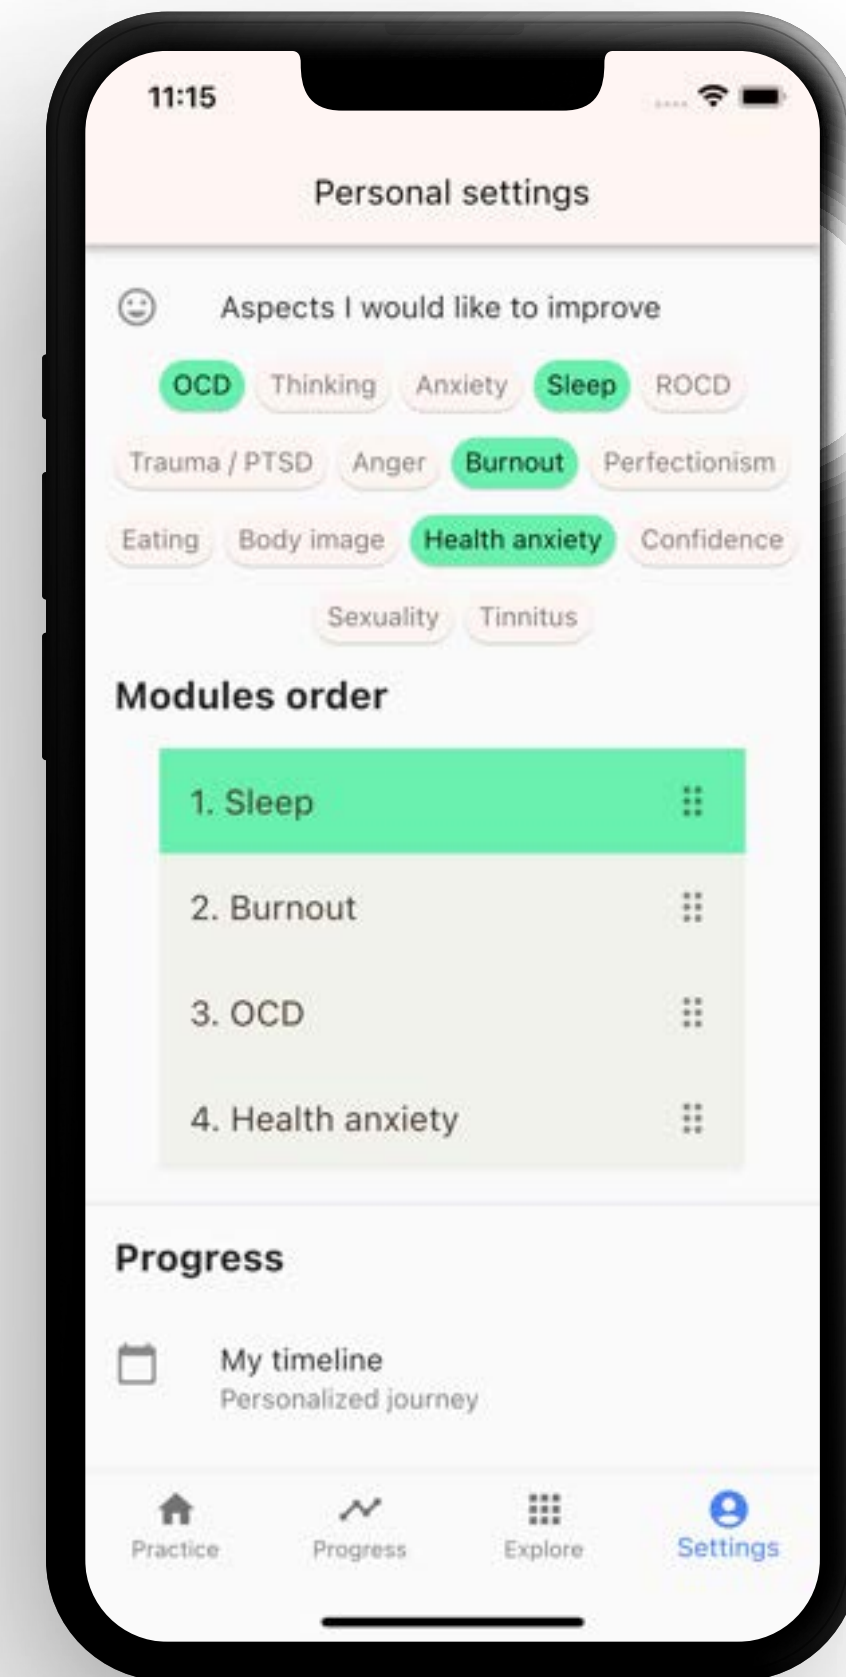 11:15
Personal settings
Aspects I would like to improve
OCD Thinking Anxiety Sleep ROCD
Trauma / PTSD Anger Burnout Perfectionism
Eating Body image Health anxiety Confidence
Sexuality Tinnitus
Modules order
1. Sleep
2. Burnout
3. OCD
4. Health anxiety
Progress
My timeline
Personalized journey
Practice Progress Explore Settings